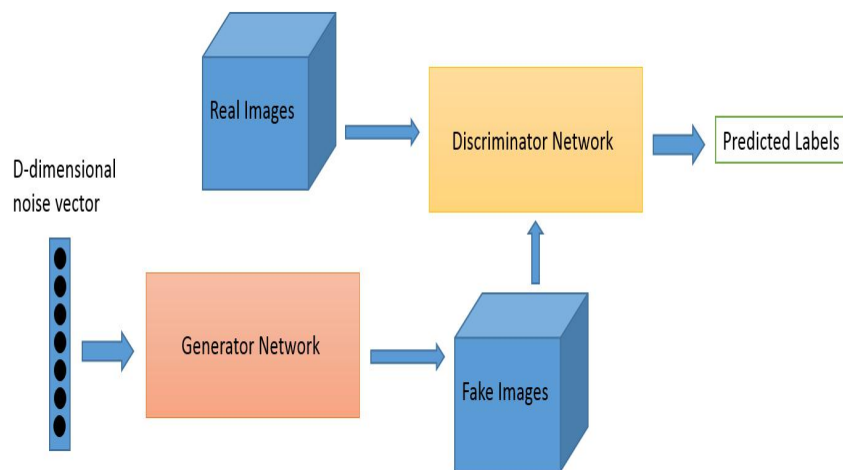 Real Images
Discriminator Network
Predicted Labels
D-dimensional
noise vector
Generator Network
Fake Images